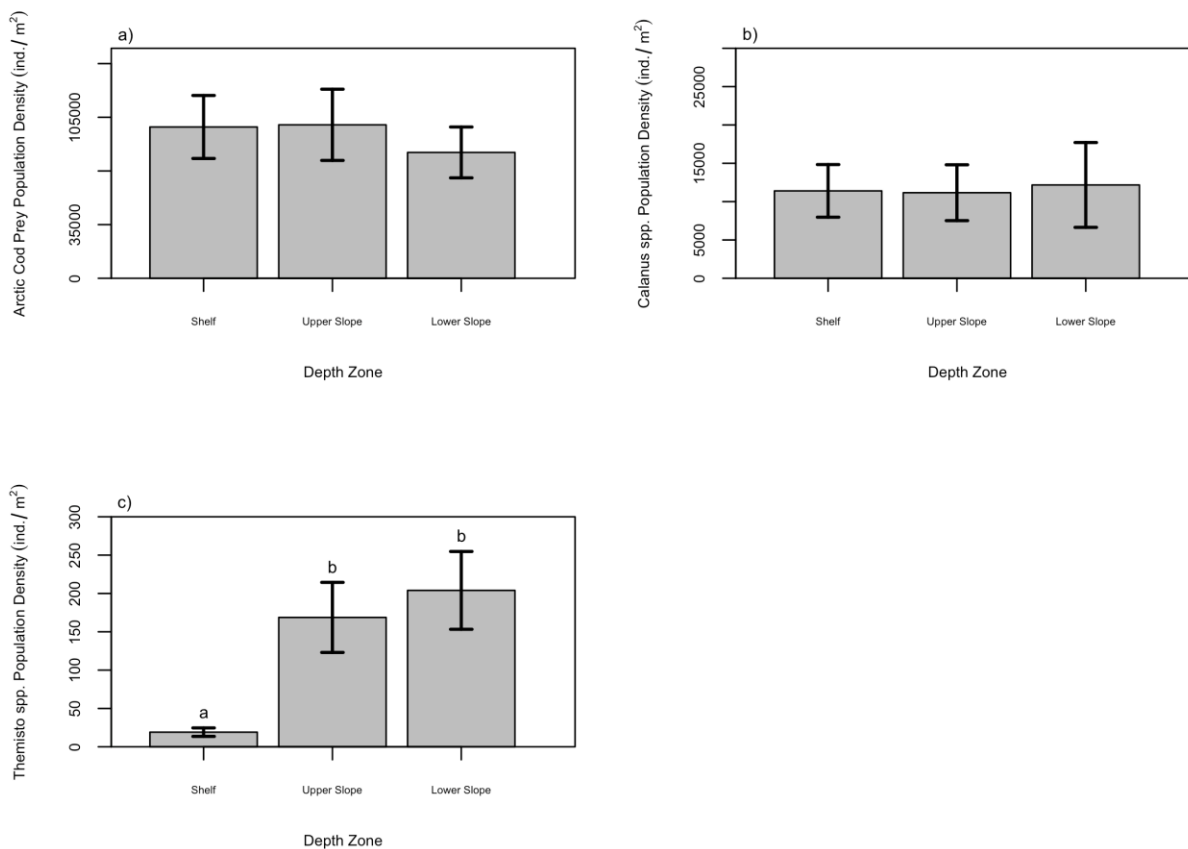 a)
Arctic Cod Prey Population Density (ind./ m²)
105000
35000
0
Shelf
Upper Slope
Lower Slope
Depth Zone
b)
Calanus spp. Population Density (ind./ m²)
25000
15000
5000
0
Shelf
Upper Slope
Lower Slope
Depth Zone
c)
Themisto spp. Population Density (ind./ m²)
300
250
200
150
100
50
0
a
b
b
Shelf
Upper Slope
Lower Slope
Depth Zone